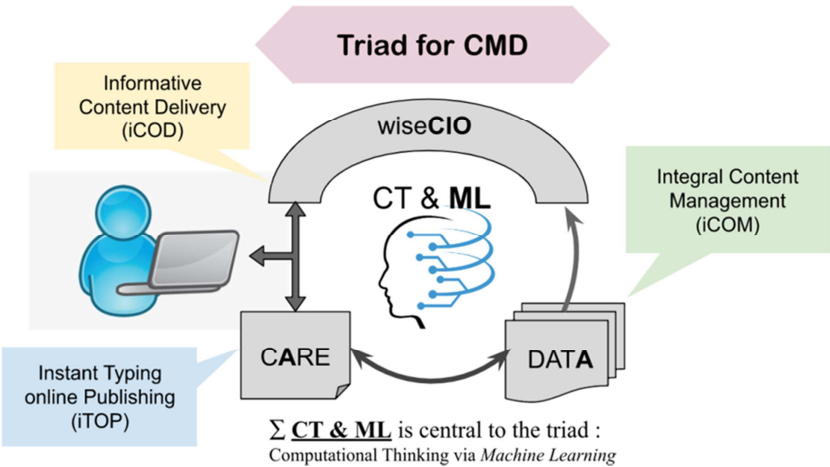 Triad for CMD
Informative
Content Delivery
(iCOD)
wiseCIO
CT & ML
Integral Content
Management
(iCOM)
CARE
DATA
Instant Typing
online Publishing
(iTOP)
∑ CT & ML is central to the triad :
Computational Thinking via Machine Learning